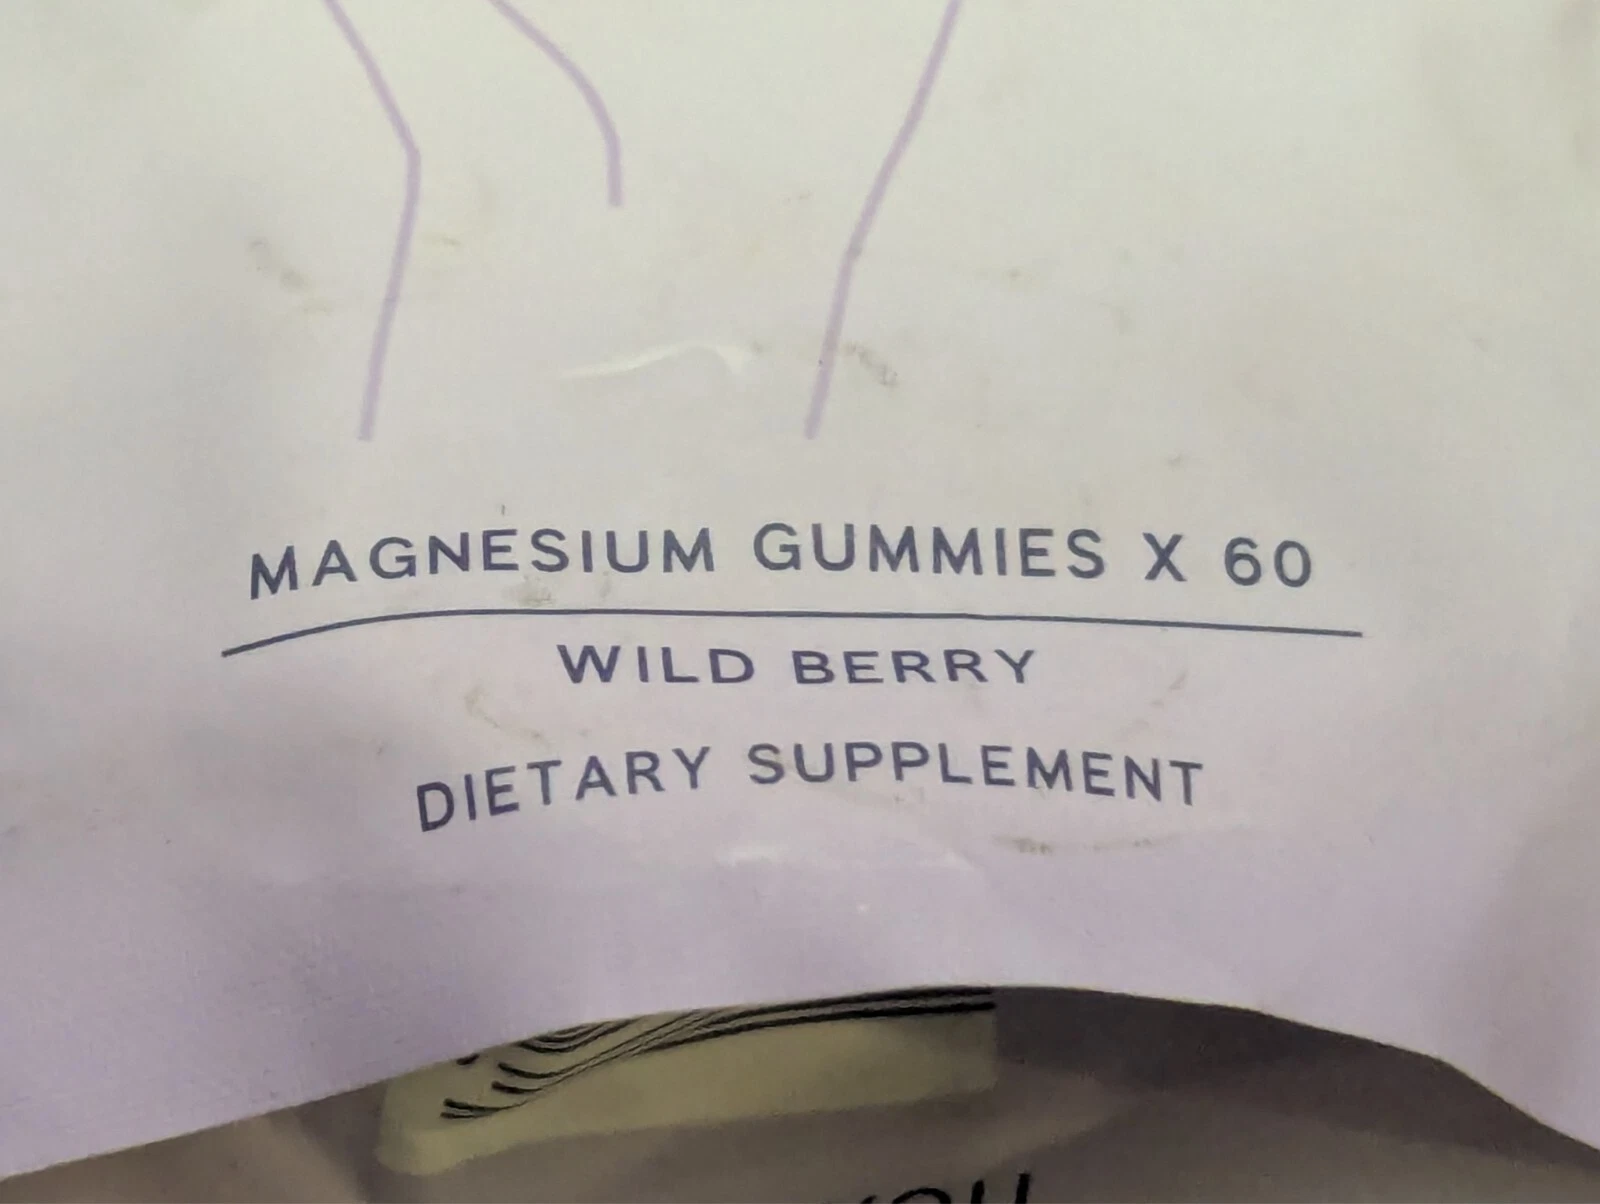 MAGNESIUM GUMMIES X 60
WILD BERRY
DIETARY SUPPLEMENT